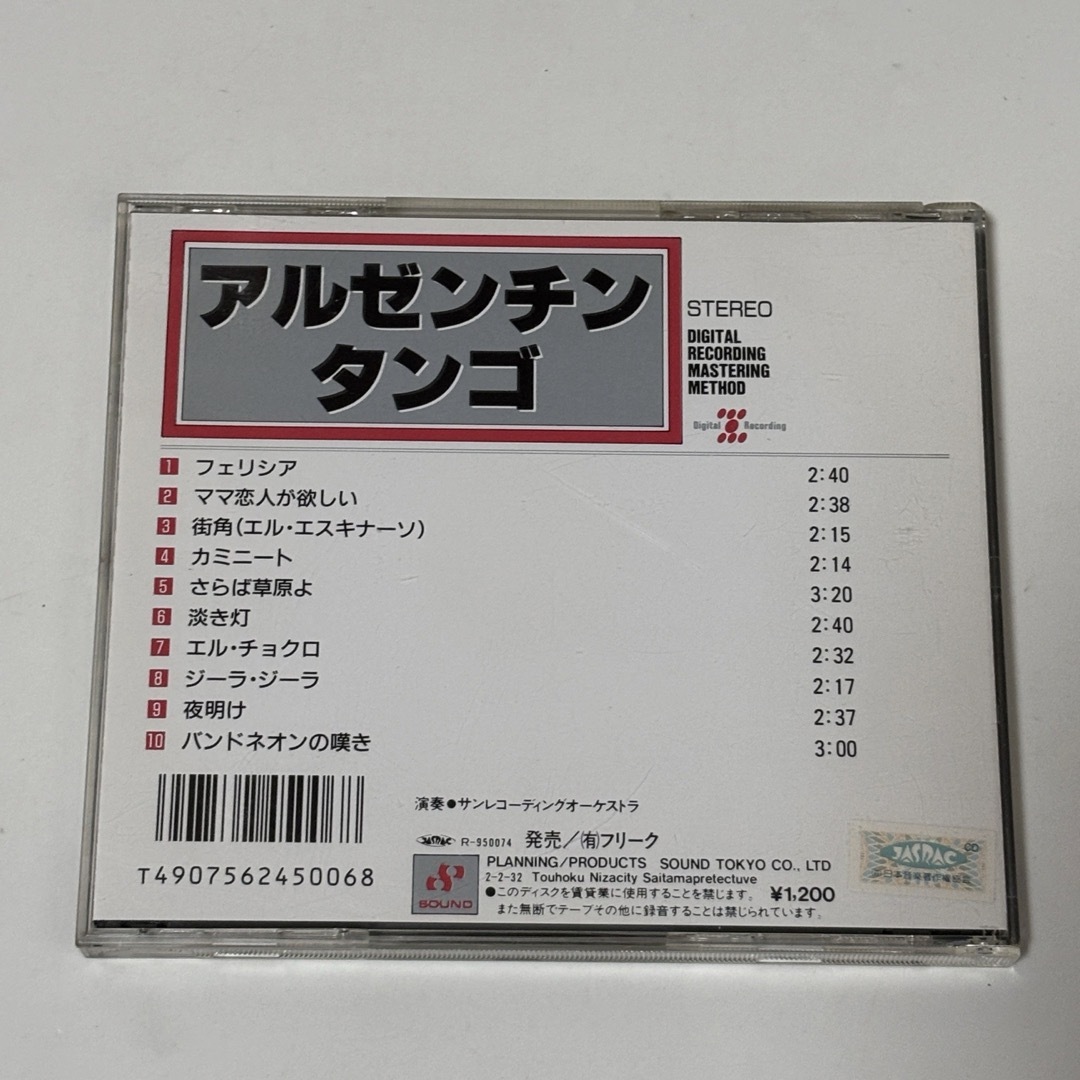 アルゼンチン
タンゴ
STEREO
DIGITAL
RECORDING
MASTERING
METHOD
Digital Recording
1 フェリシア 2:40
2 ママ恋人が欲しい 2:38
3 街角(エル・エスキナーソ) 2:15
4 カミニート 2:14
5 さらば草原よ 3:20
6 淡き灯 2:40
7 エル・チョクロ 2:32
8 ジーラ・ジーラ 2:17
9 夜明け 2:37
10 バンドネオンの嘆き 3:00
演奏●サンレコーディングオーケストラ
JASRAC R-950074 発売/(有)フリーク
PLANNING/PRODUCTS SOUND TOKYO CO., LTD
2-2-32 Touhoku Nizacity Saitamapretectuve
●このディスクを賃貸業に使用することを禁じます。 ¥1,200
また無断でテープその他に録音することは禁じられています。
SOUND
T4907562450068
JASRAC CD